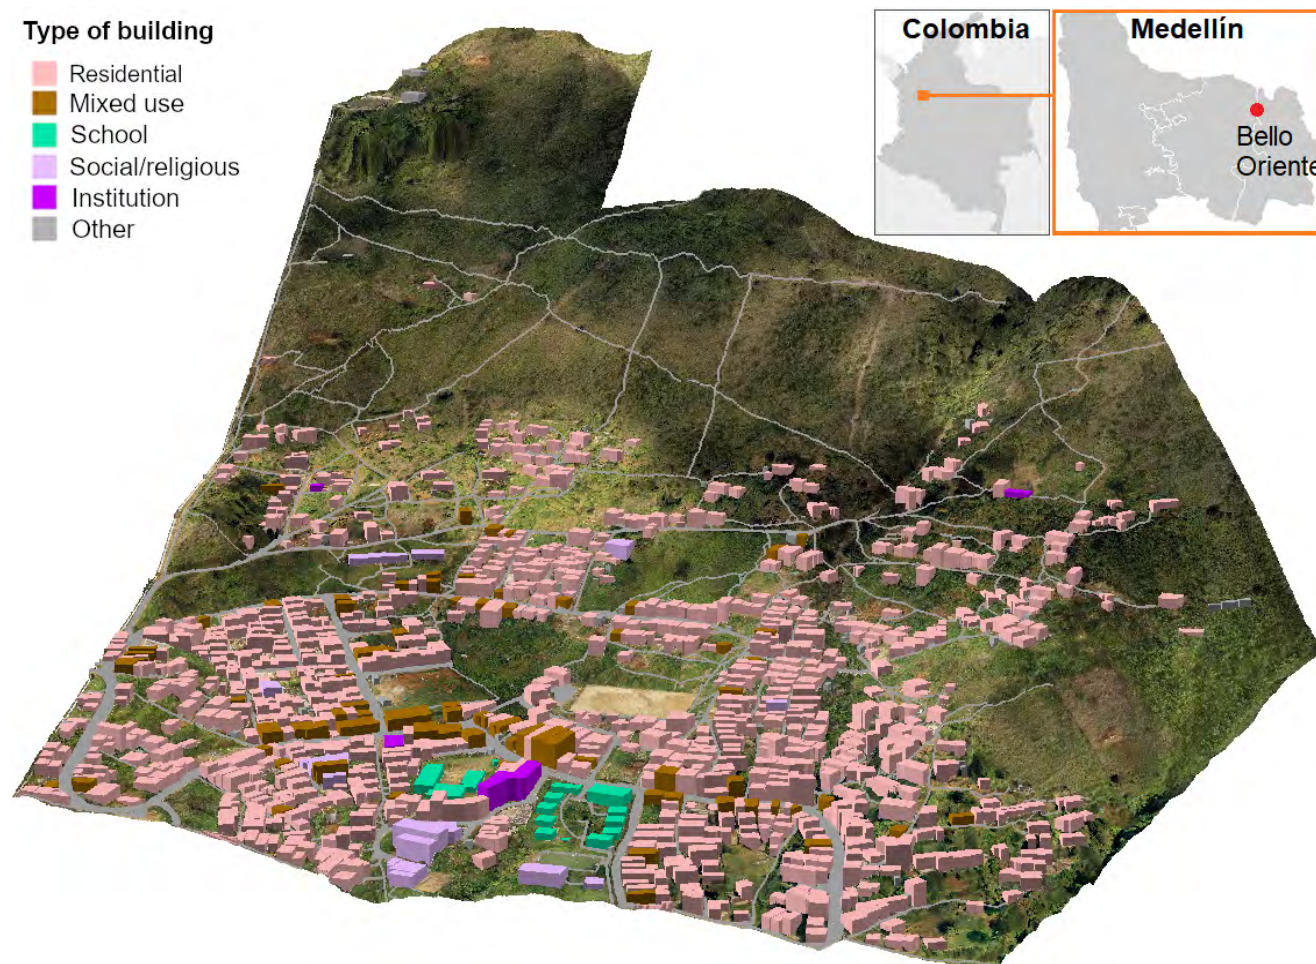 Type of building
Residential
Mixed use
School
Social/religious
Institution
Other
Colombia
Medellín
Bello
Oriente